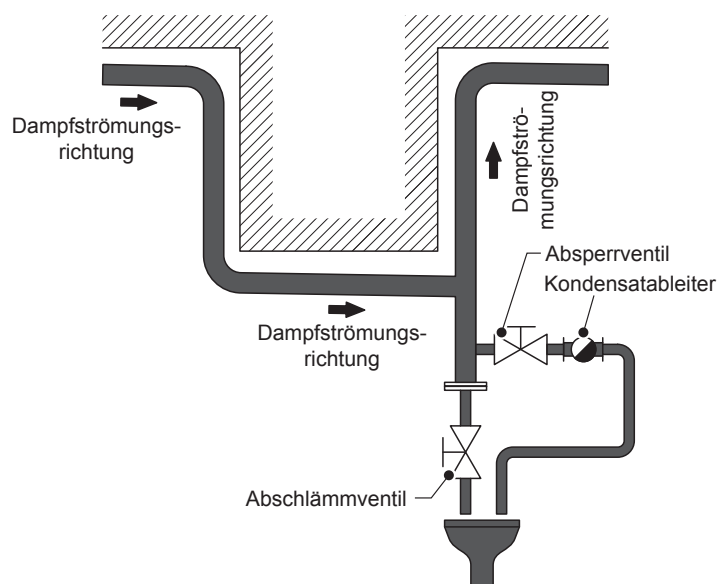 Dampfströmungs-
richtung
Dampfströ-
mungsrichtung
Absperrventil
Kondensatableiter
Dampfströmungs-
richtung
Abschlämmventil